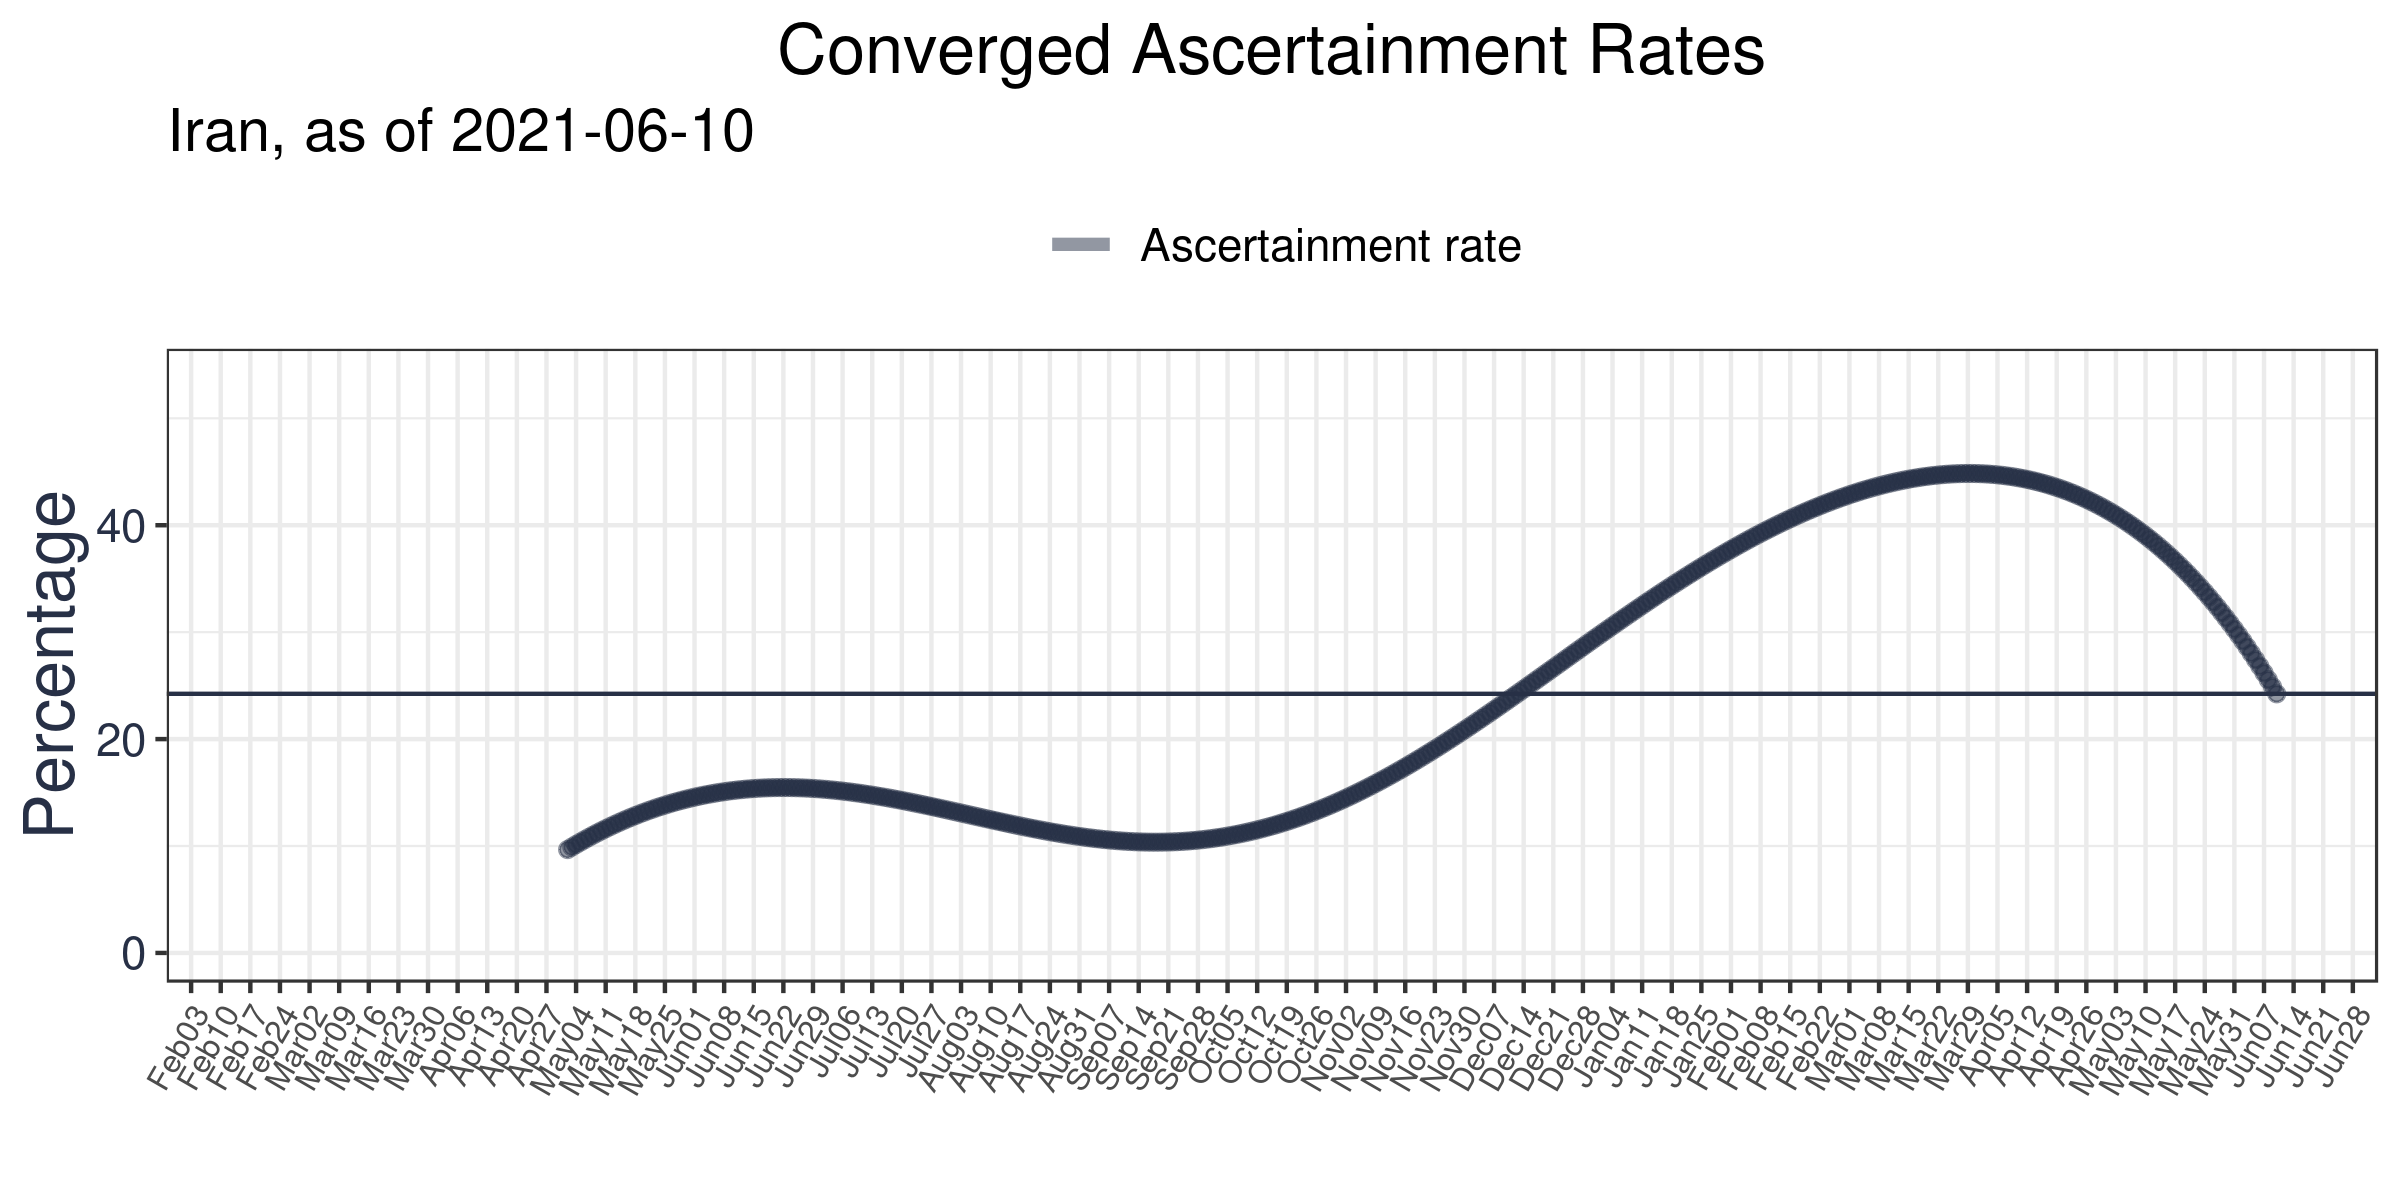 Converged Ascertainment Rates
Iran, as of 2021-06-10
Ascertainment rate
Percentage
40
20
0
Feb03 Feb10 Feb17 Feb24 Mar02 Mar09 Mar16 Mar23 Mar30 Apr06 Apr13 Apr20 Apr27 May04 May11 May18 May25 Jun01 Jun08 Jun15 Jun22 Jun29 Jul06 Jul13 Jul20 Jul27 Aug03 Aug10 Aug17 Aug24 Aug31 Sep07 Sep14 Sep21 Sep28 Oct05 Oct12 Oct19 Oct26 Nov02 Nov09 Nov16 Nov23 Nov30 Dec07 Dec14 Dec21 Dec28 Jan04 Jan11 Jan18 Jan25 Feb01 Feb08 Feb15 Feb22 Mar01 Mar08 Mar15 Mar22 Mar29 Apr05 Apr12 Apr19 Apr26 May03 May10 May17 May24 May31 Jun07 Jun14 Jun21 Jun28